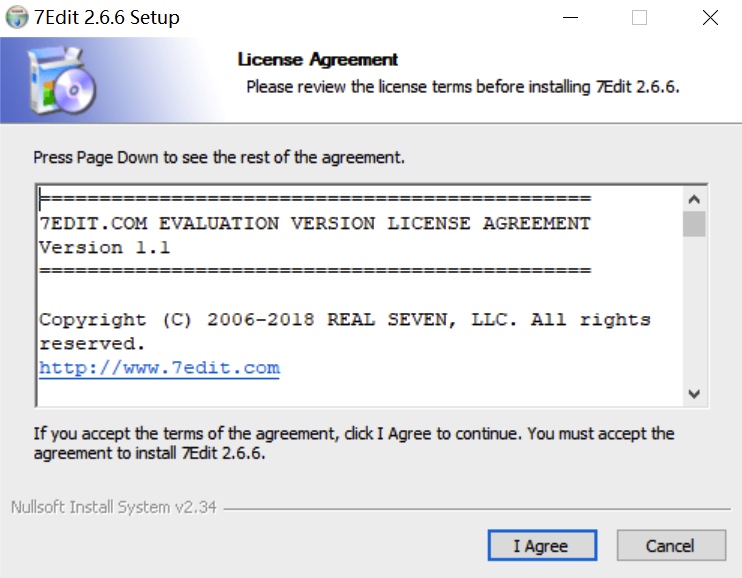 7Edit 2.6.6 Setup
License Agreement
Please review the license terms before installing 7Edit 2.6.6.
Press Page Down to see the rest of the agreement.
==============================================
7EDIT.COM EVALUATION VERSION LICENSE AGREEMENT
Version 1.1
==============================================
Copyright (C) 2006-2018 REAL SEVEN, LLC. All rights
reserved.
http://www.7edit.com
If you accept the terms of the agreement, click I Agree to continue. You must accept the
agreement to install 7Edit 2.6.6.
Nullsoft Install System v2.34
I Agree
Cancel